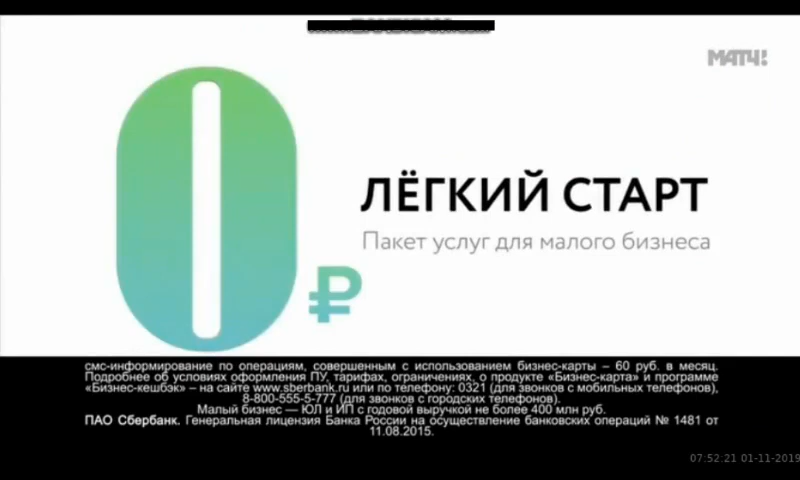 МАТЧ!
0 ₽
ЛЁГКИЙ СТАРТ
Пакет услуг для малого бизнеса
смс-информирование по операциям, совершенным с использованием бизнес-карты – 60 руб. в месяц.
Подробнее об условиях оформления ПУ, тарифах, ограничениях, о продукте «Бизнес-карта» и программе
«Бизнес-кешбэк» – на сайте www.sberbank.ru или по телефону: 0321 (для звонков с мобильных телефонов),
8-800-555-5-777 (для звонков с городских телефонов).
Малый бизнес — ЮЛ и ИП с годовой выручкой не более 400 млн руб.
ПАО Сбербанк. Генеральная лицензия Банка России на осуществление банковских операций № 1481 от
11.08.2015.
07:52:21 01-11-2019